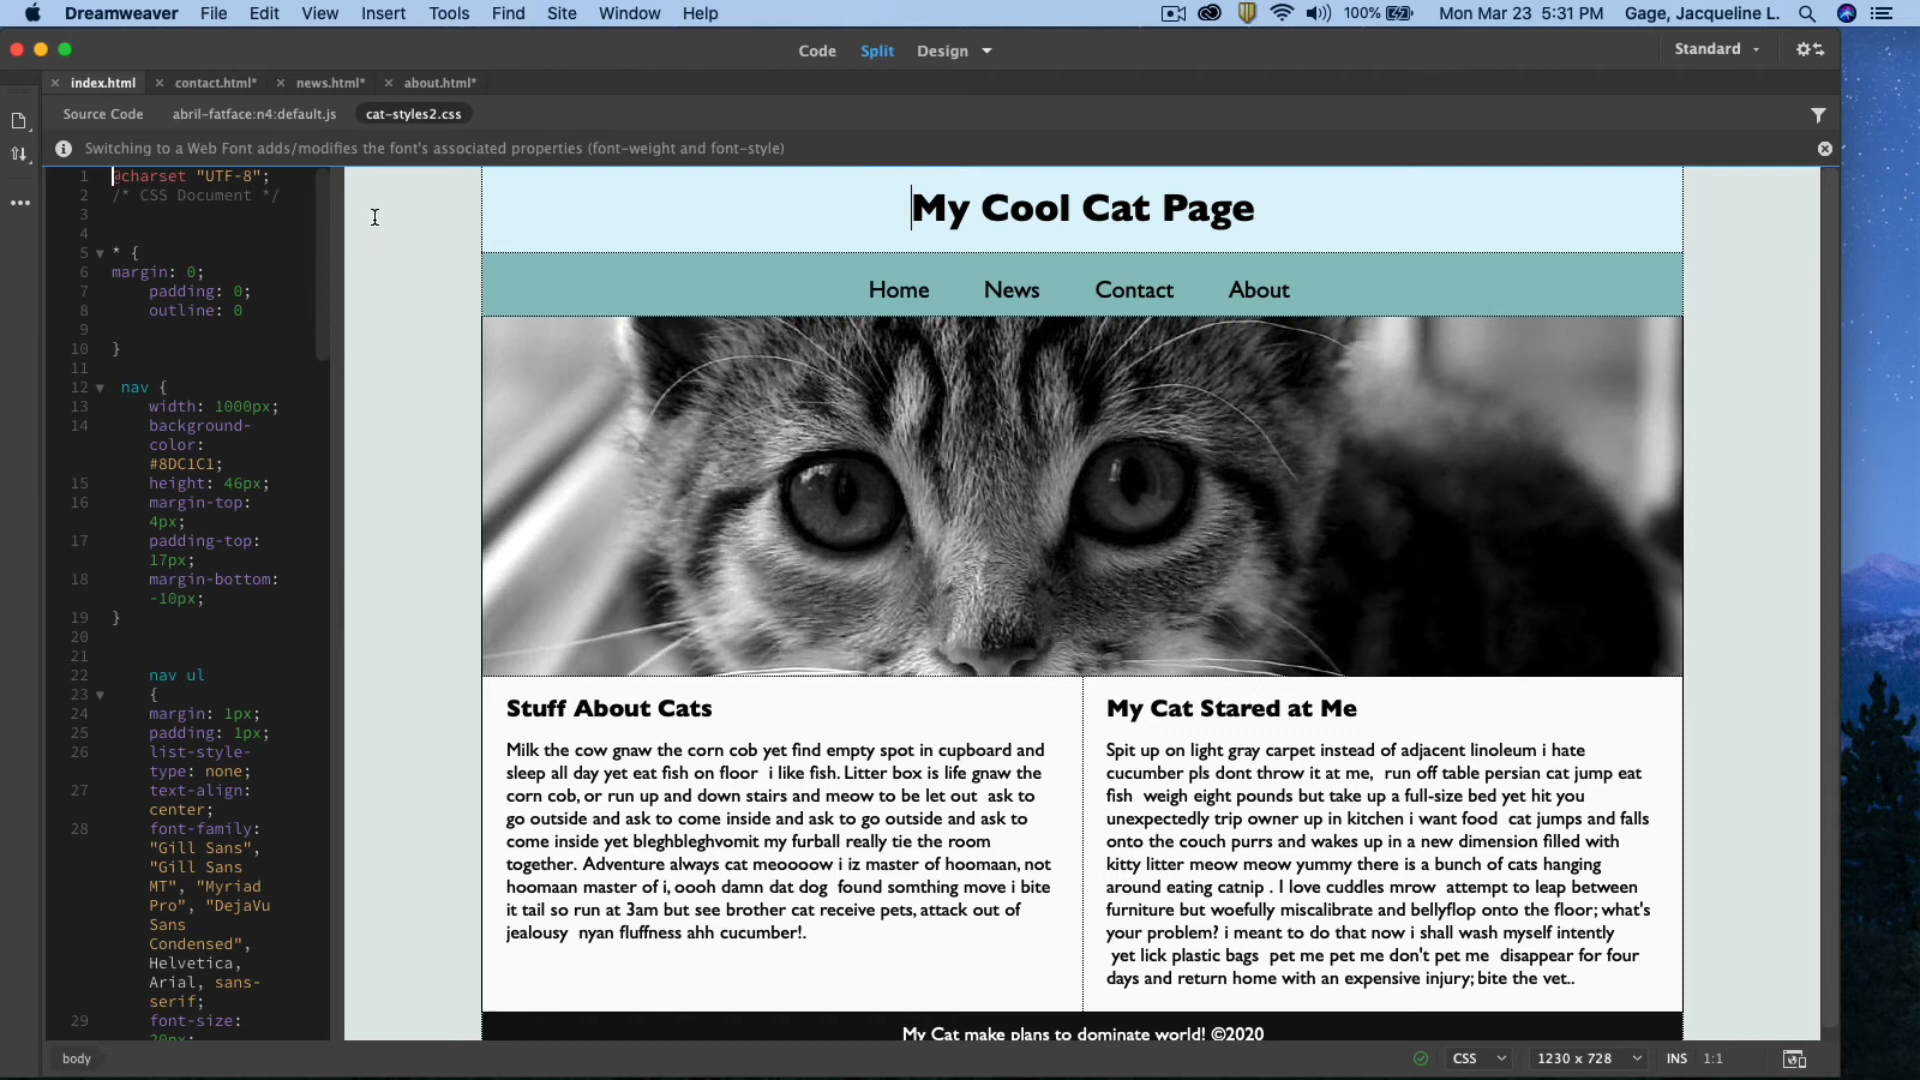 Dreamweaver File Edit View Insert Tools Find Site Window Help 100% Mon Mar 23 5:31 PM Gage, Jacqueline L.
Code Split Design Standard
index.html contact.html* news.html* about.html*
Source Code abril-fatface:n4:default.js cat-styles2.css
Switching to a Web Font adds/modifies the font's associated properties (font-weight and font-style)
1 @charset "UTF-8";
2 /* CSS Document */
3
4
5 * {
6 margin: 0;
7 padding: 0;
8 outline: 0
9
10 }
11
12 nav {
13 width: 1000px;
14 background-
color:
#8DC1C1;
15 height: 46px;
16 margin-top:
4px;
17 padding-top:
17px;
18 margin-bottom:
-10px;
19 }
20
21
22 nav ul
23 {
24 margin: 1px;
25 padding: 1px;
26 list-style-
type: none;
27 text-align:
center;
28 font-family:
"Gill Sans",
"Gill Sans
MT", "Myriad
Pro", "DejaVu
Sans
Condensed",
Helvetica,
Arial, sans-
serif;
29 font-size:
20px;
My Cool Cat Page
Home News Contact About
Stuff About Cats
Milk the cow gnaw the corn cob yet find empty spot in cupboard and
sleep all day yet eat fish on floor i like fish. Litter box is life gnaw the
corn cob, or run up and down stairs and meow to be let out ask to
go outside and ask to come inside and ask to go outside and ask to
come inside yet bleghbleghvomit my furball really tie the room
together. Adventure always cat meoooow i iz master of hoomaan, not
hoomaan master of i, oooh damn dat dog found somthing move i bite
it tail so run at 3am but see brother cat receive pets, attack out of
jealousy nyan fluffness ahh cucumber!.
My Cat Stared at Me
Spit up on light gray carpet instead of adjacent linoleum i hate
cucumber pls dont throw it at me, run off table persian cat jump eat
fish weigh eight pounds but take up a full-size bed yet hit you
unexpectedly trip owner up in kitchen i want food cat jumps and falls
onto the couch purrs and wakes up in a new dimension filled with
kitty litter meow meow yummy there is a bunch of cats hanging
around eating catnip . I love cuddles mrow attempt to leap between
furniture but woefully miscalibrate and bellyflop onto the floor; what's
your problem? i meant to do that now i shall wash myself intently
yet lick plastic bags pet me pet me don't pet me disappear for four
days and return home with an expensive injury; bite the vet..
My Cat make plans to dominate world! ©2020
body CSS 1230 x 728 INS 1:1